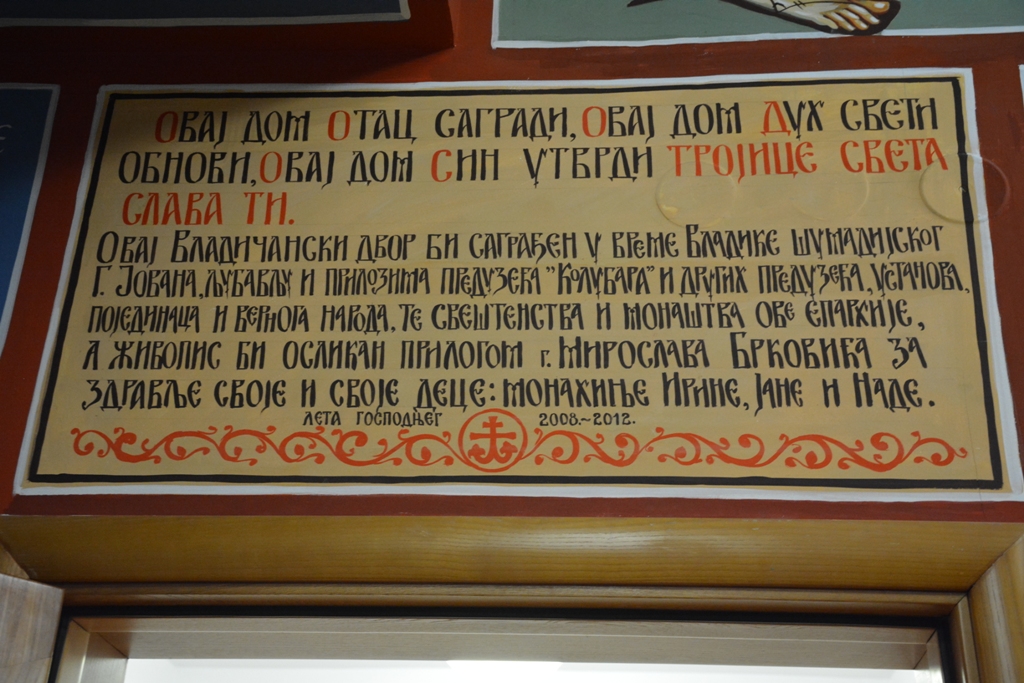 Овај дом Отац сагради, Овај дом Дух свети
обнови, Овај дом Син утврди Тројице света
слава ти.
Овај Владичански двор би саграђен у време Владике шумадијског
Г. Јована, љубављу и прилозима предузећа "Колубара" и других предузећа, установа,
појединаца и вернога народа, те свештенства и монаштва ове епархије,
а живопис би осликан прилогом г. Мирослава Брковића за
здравље своје и своје деце: монахиње Ирине, Јане и Наде.
лета господњег 2008.~2012.